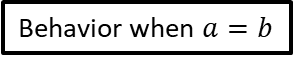 Behavior when a = b